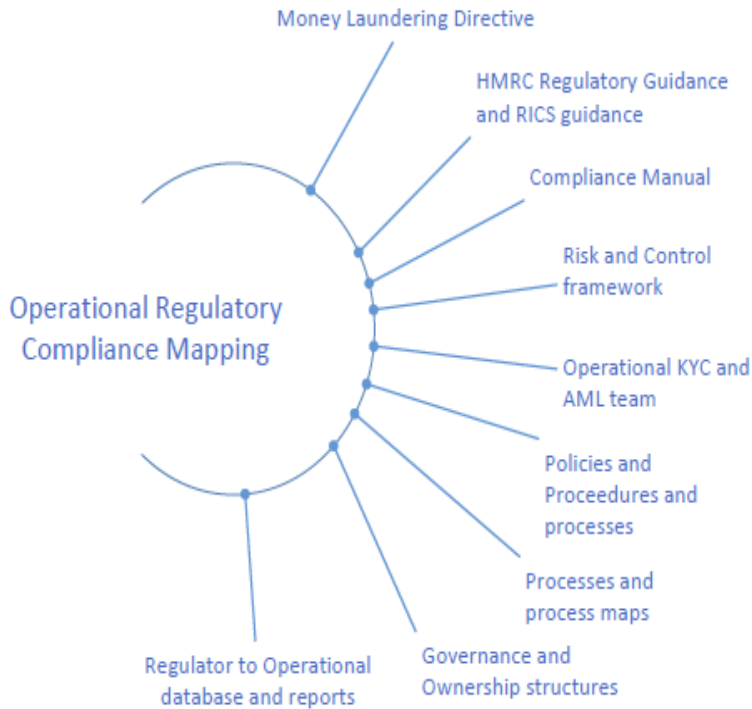 Money Laundering Directive
HMRC Regulatory Guidance
and RICS guidance
Compliance Manual
Risk and Control
framework
Operational Regulatory
Compliance Mapping
Operational KYC and
AML team
Policies and
Proceedures and
processes
Processes and
process maps
Governance and
Ownership structures
Regulator to Operational
database and reports